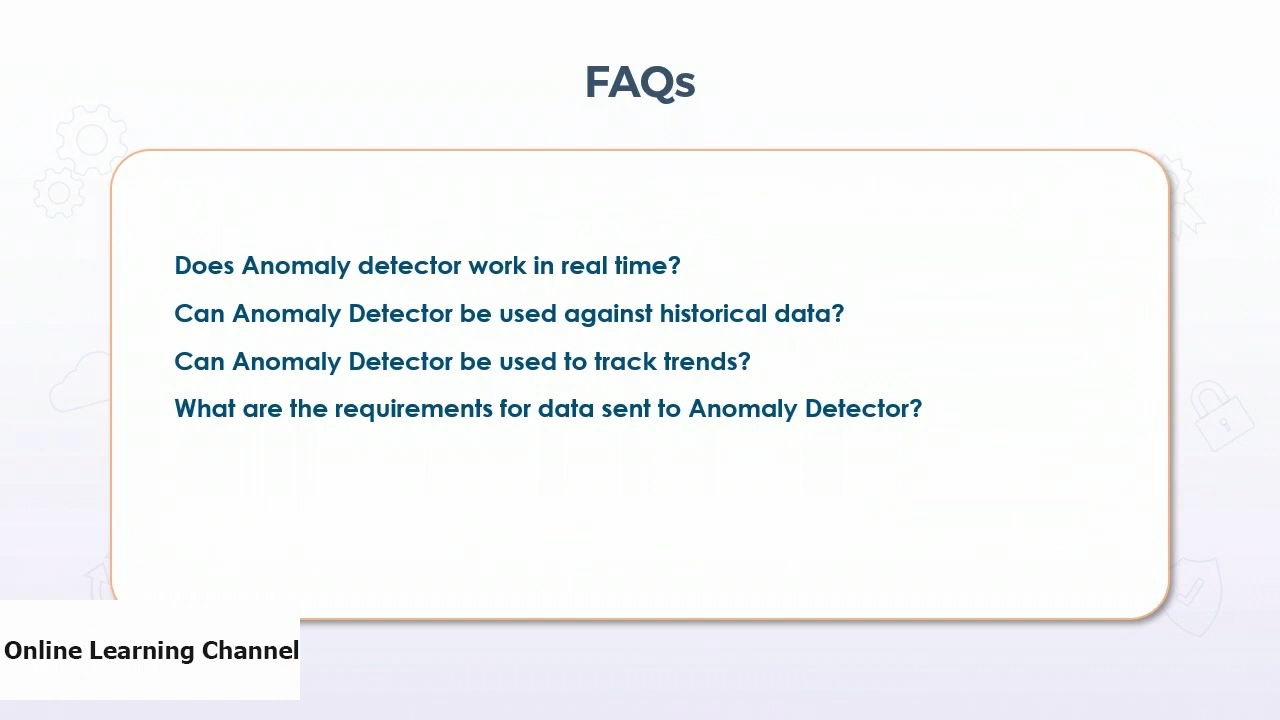 FAQs
Does Anomaly detector work in real time?
Can Anomaly Detector be used against historical data?
Can Anomaly Detector be used to track trends?
What are the requirements for data sent to Anomaly Detector?
Online Learning Channel